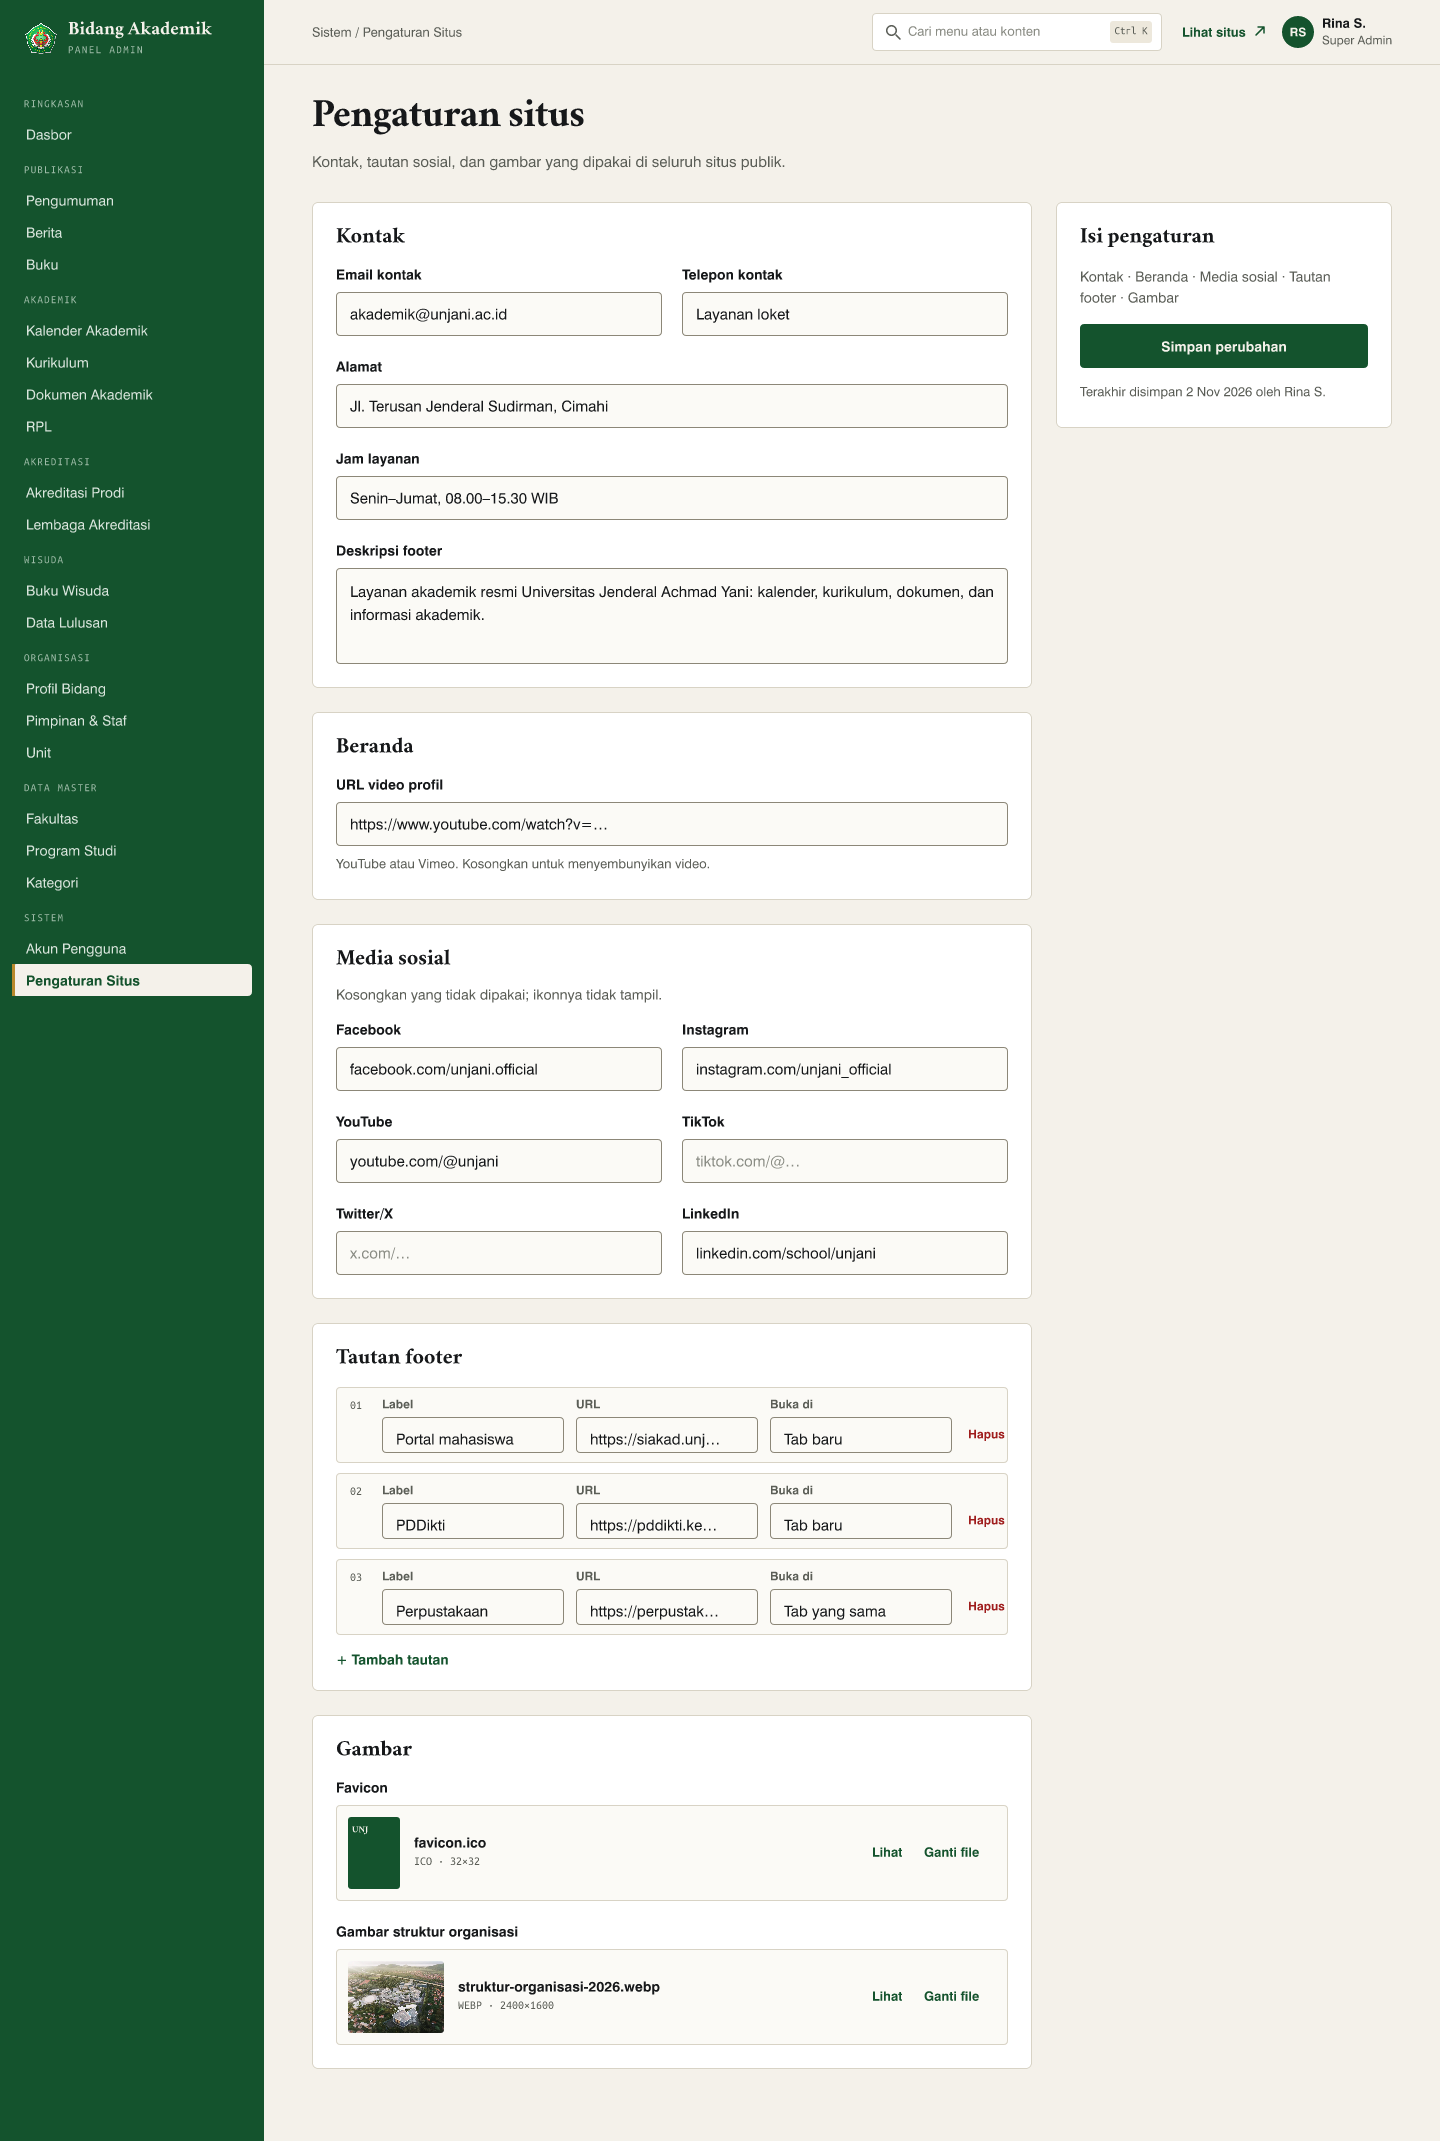 Bidang Akademik
PANEL ADMIN
RINGKASAN
Dasbor
PUBLIKASI
Pengumuman
Berita
Buku
AKADEMIK
Kalender Akademik
Kurikulum
Dokumen Akademik
RPL
AKREDITASI
Akreditasi Prodi
Lembaga Akreditasi
WISUDA
Buku Wisuda
Data Lulusan
ORGANISASI
Profil Bidang
Pimpinan & Staf
Unit
DATA MASTER
Fakultas
Program Studi
Kategori
SISTEM
Akun Pengguna
Pengaturan Situs
Sistem / Pengaturan Situs
Cari menu atau konten
Ctrl K
Lihat situs ↗
RS
Rina S.
Super Admin
Pengaturan situs
Kontak, tautan sosial, dan gambar yang dipakai di seluruh situs publik.
Kontak
Email kontak
Telepon kontak
akademik@unjani.ac.id
Layanan loket
Alamat
Jl. Terusan Jenderal Sudirman, Cimahi
Jam layanan
Senin–Jumat, 08.00–15.30 WIB
Deskripsi footer
Layanan akademik resmi Universitas Jenderal Achmad Yani: kalender, kurikulum, dokumen, dan
informasi akademik.
Beranda
URL video profil
https://www.youtube.com/watch?v=…
YouTube atau Vimeo. Kosongkan untuk menyembunyikan video.
Media sosial
Kosongkan yang tidak dipakai; ikonnya tidak tampil.
Facebook
Instagram
facebook.com/unjani.official
instagram.com/unjani_official
YouTube
TikTok
youtube.com/@unjani
tiktok.com/@…
Twitter/X
LinkedIn
x.com/…
linkedin.com/school/unjani
Tautan footer
01
Label
URL
Buka di
Portal mahasiswa
https://siakad.unj…
Tab baru
Hapus
02
Label
URL
Buka di
PDDikti
https://pddikti.ke…
Tab baru
Hapus
03
Label
URL
Buka di
Perpustakaan
https://perpustak…
Tab yang sama
Hapus
+ Tambah tautan
Gambar
Favicon
UNJ
favicon.ico
ICO · 32×32
Lihat
Ganti file
Gambar struktur organisasi
struktur-organisasi-2026.webp
WEBP · 2400×1600
Lihat
Ganti file
Isi pengaturan
Kontak · Beranda · Media sosial · Tautan
footer · Gambar
Simpan perubahan
Terakhir disimpan 2 Nov 2026 oleh Rina S.